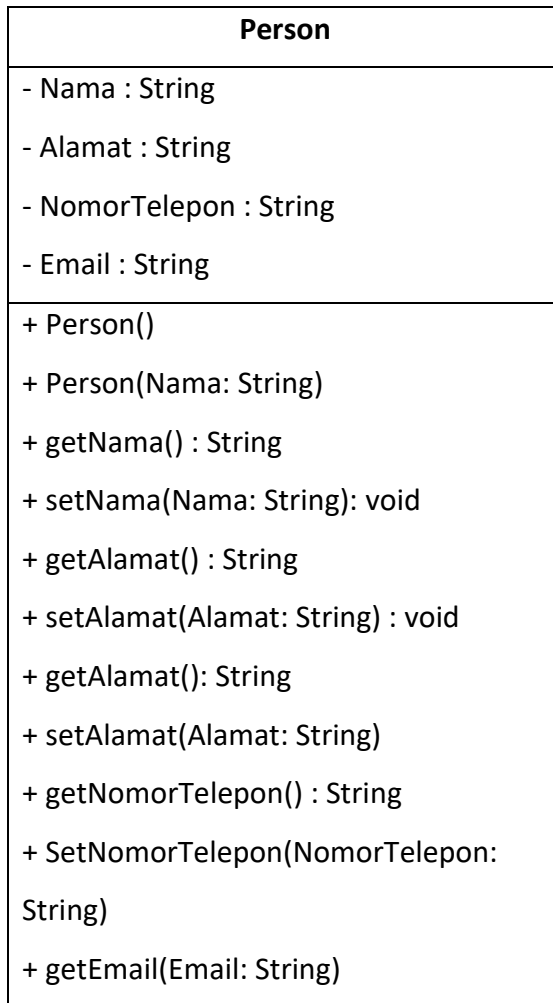 Person
- Nama : String
- Alamat : String
- NomorTelepon : String
- Email : String
+ Person()
+ Person(Nama: String)
+ getNama() : String
+ setNama(Nama: String): void
+ getAlamat() : String
+ setAlamat(Alamat: String) : void
+ getAlamat(): String
+ setAlamat(Alamat: String)
+ getNomorTelepon() : String
+ SetNomorTelepon(NomorTelepon:
String)
+ getEmail(Email: String)